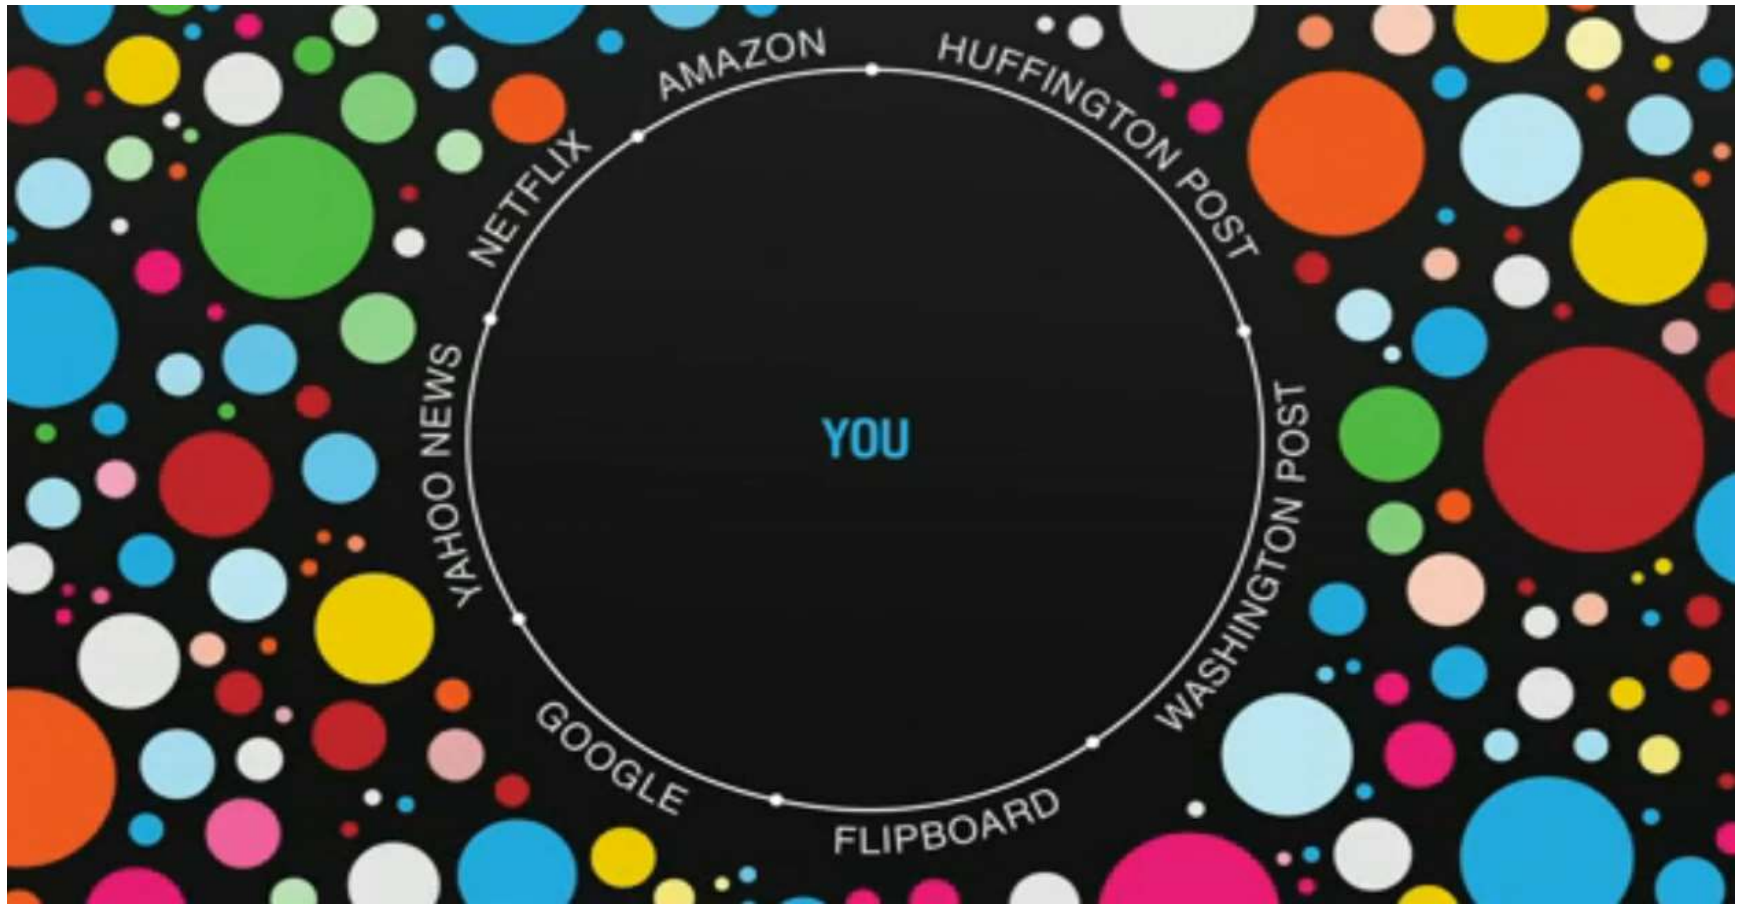 AMAZON
HUFFINGTON POST
NETFLIX
YAHOO NEWS
YOU
WASHINGTON POST
GOOGLE
FLIPBOARD